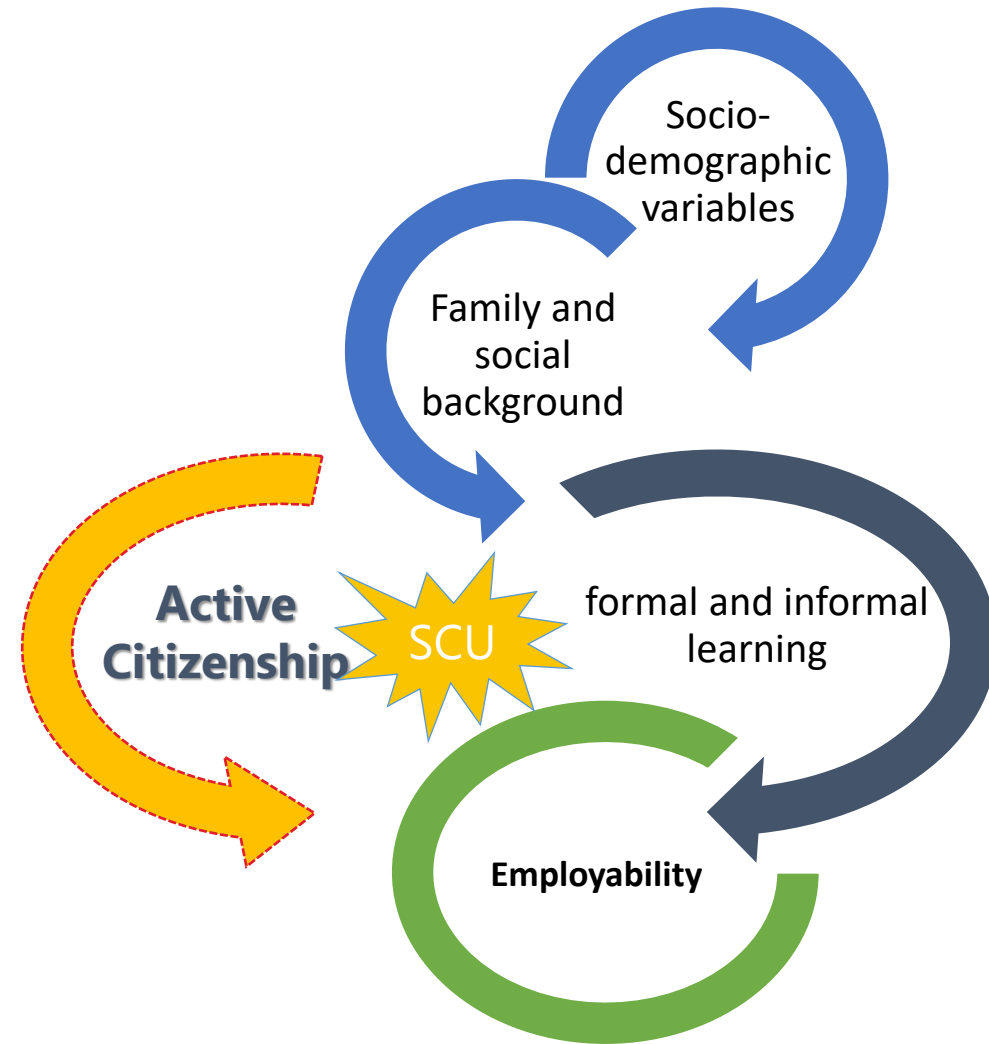 Socio-
demographic
variables
Family and
social
background
Active
Citizenship
SCU
formal and informal
learning
Employability